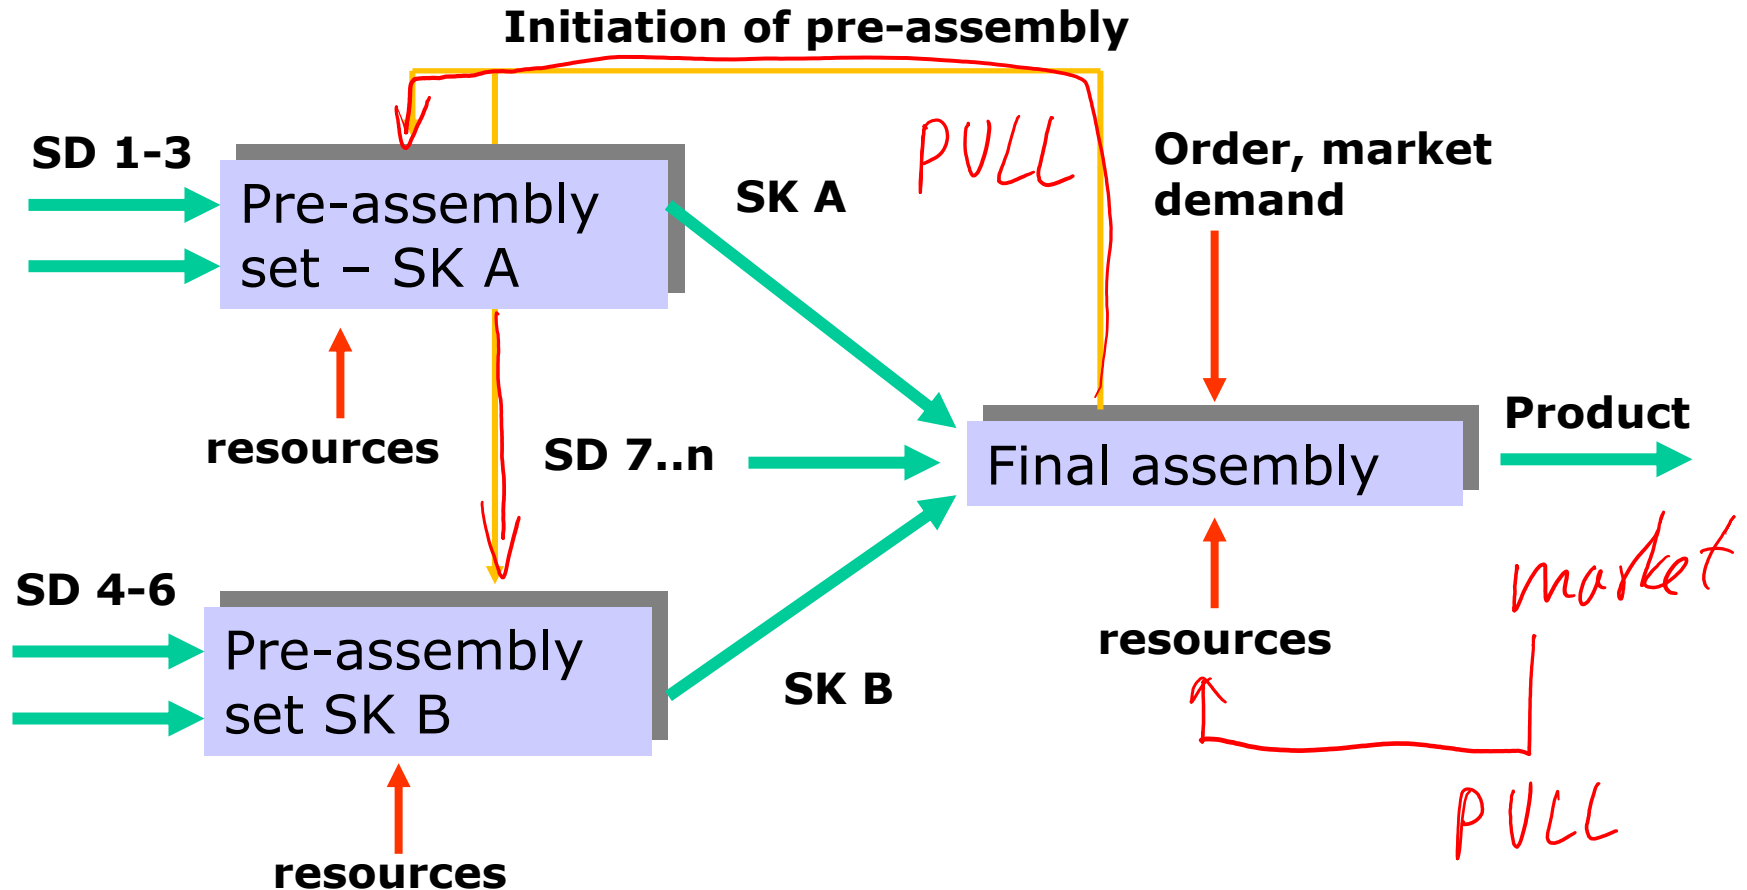 Initiation of pre-assembly
PULL
SD 1-3
Order, market
demand
Pre-assembly
set – SK A
SK A
resources
SD 7..n
Final assembly
Product
market
SD 4-6
Pre-assembly
set SK B
SK B
resources
PULL
resources